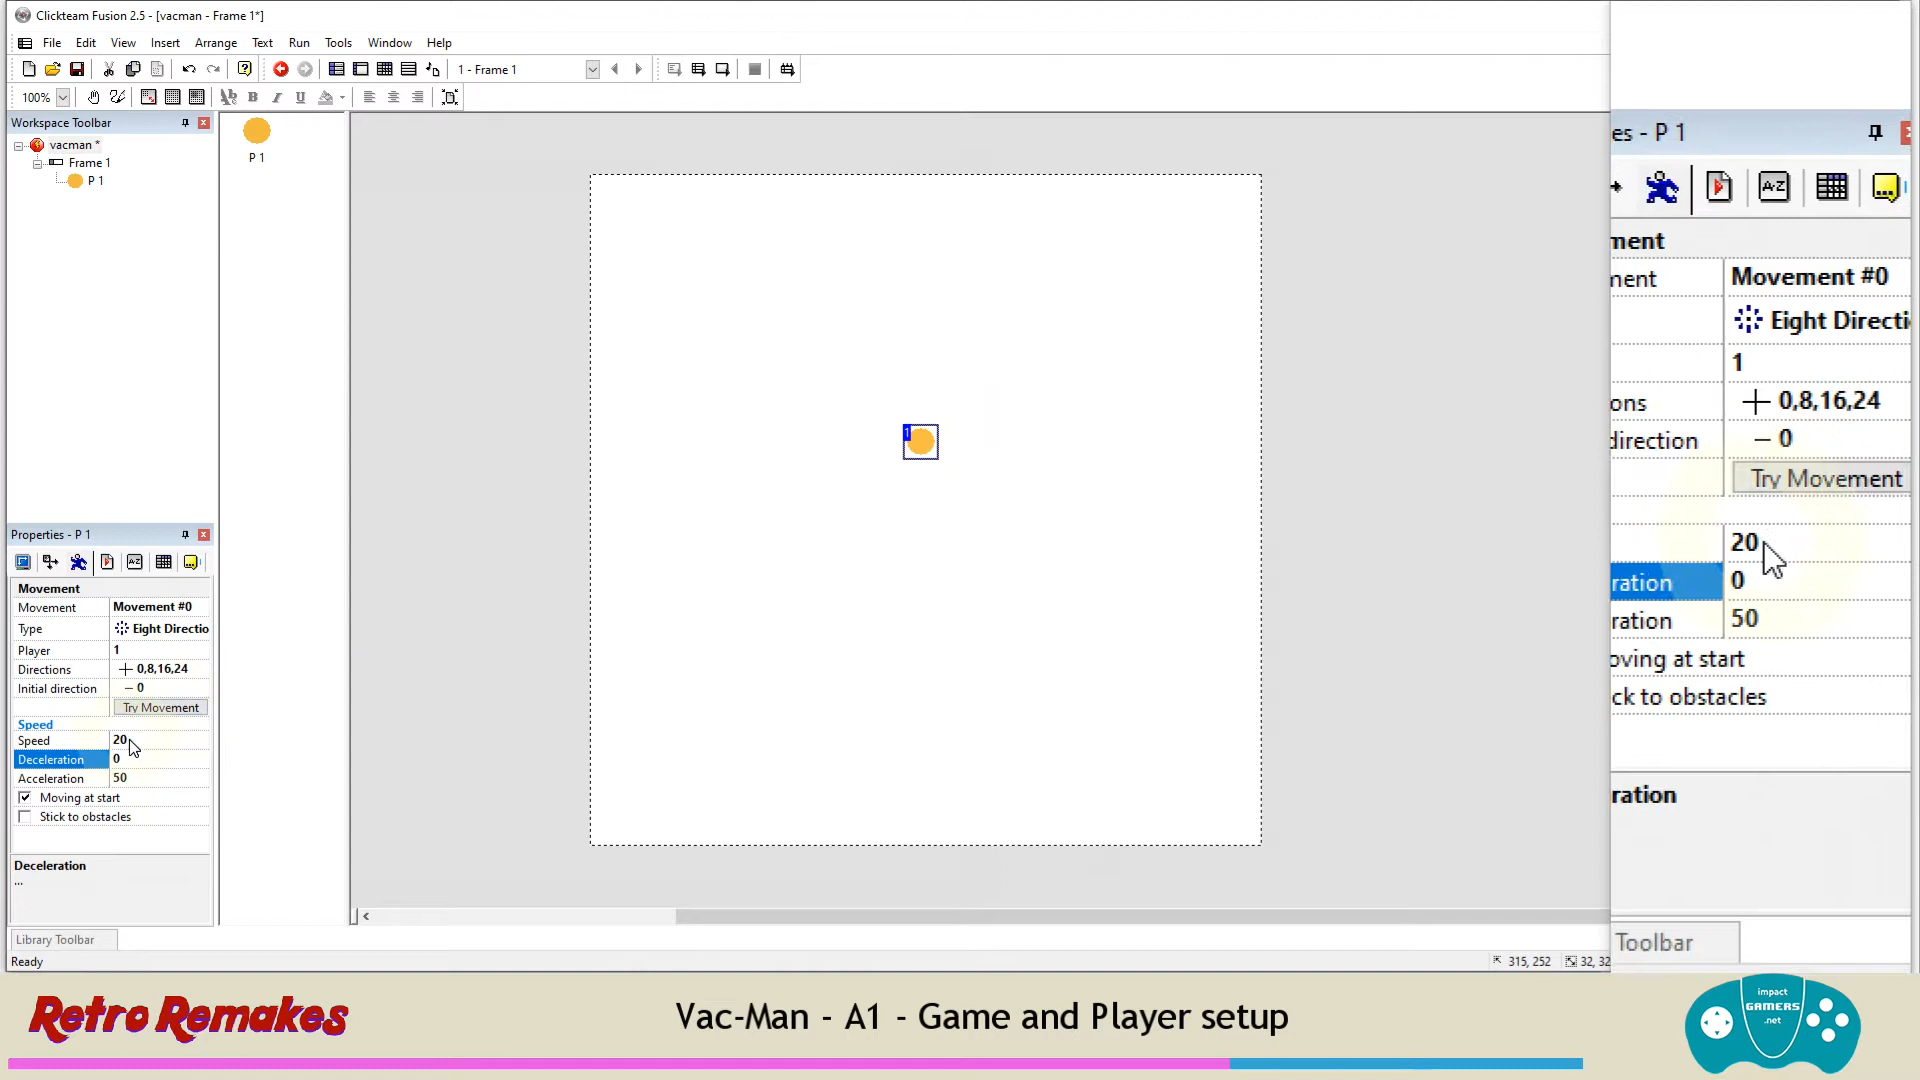 Clickteam Fusion 2.5 - [vacman - Frame 1*]
File Edit View Insert Arrange Text Run Tools Window Help
1 - Frame 1
100%
Workspace Toolbar
vacman *
Frame 1
P 1
P 1
1
Properties - P 1
Movement
Movement Movement #0
Type Eight Directio
Player 1
Directions 0,8,16,24
Initial direction 0
Try Movement
Speed
Speed 20
Deceleration 0
Acceleration 50
Moving at start
Stick to obstacles
Deceleration
...
Library Toolbar
Ready
315, 252 32, 32
es - P 1
A-Z
ment
nent Movement #0
Eight Directi
1
ons 0,8,16,24
direction 0
Try Movement
20
ration 0
ration 50
oving at start
ck to obstacles
ration
Toolbar
Retro Remakes
Vac-Man - A1 - Game and Player setup
impact
GAMERS
.net